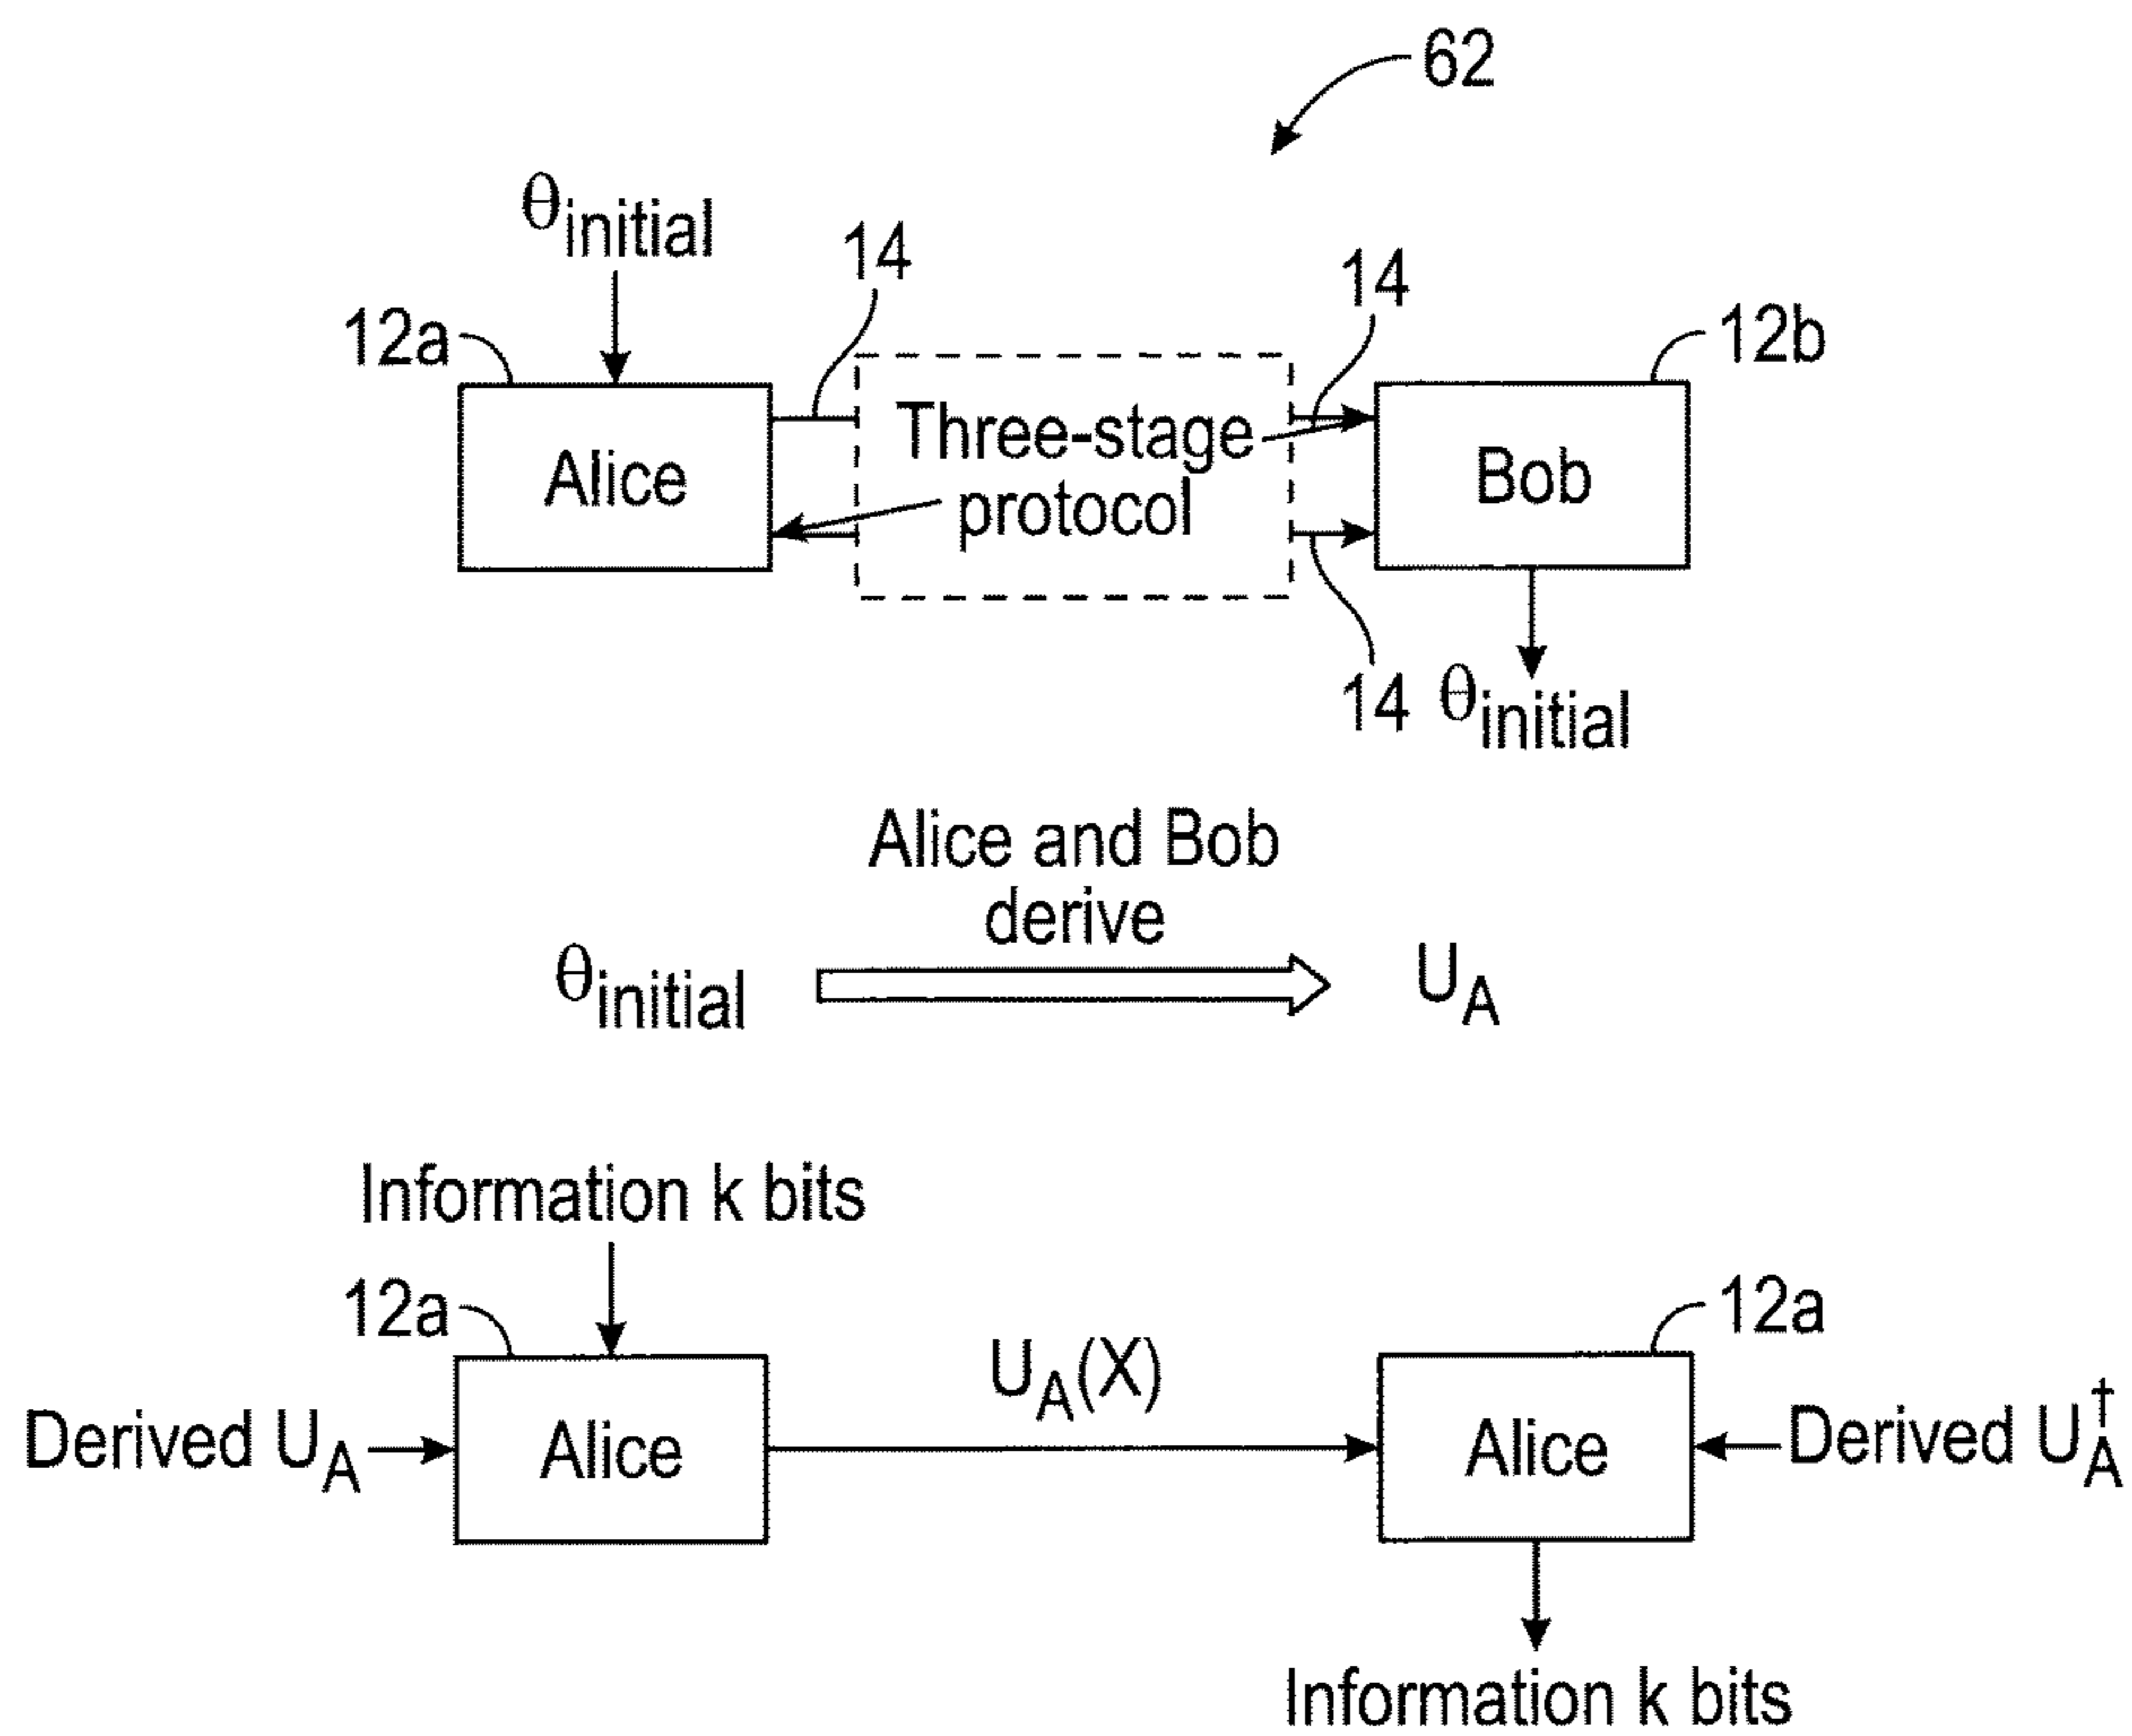 62
θinitial
14
14
12a
12b
Three-stage
protocol
Alice
Bob
14
θinitial
Alice and Bob
derive
θinitial
UA
Information k bits
12a
12a
UA(X)
Derived UA
Alice
Alice
Derived U†A
Information k bits